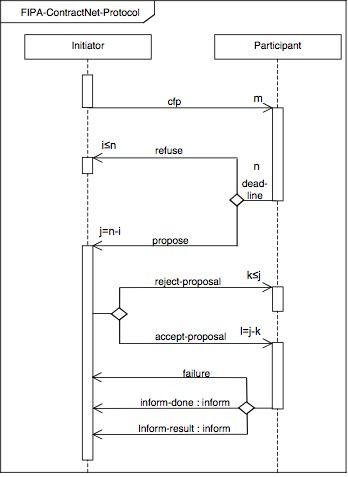 FIPA-ContractNet-Protocol
Initiator
Participant
cfp
m
i≤n
refuse
n
dead-
line
j=n-i
propose
reject-proposal
k≤j
accept-proposal
l=j-k
failure
inform-done : inform
Inform-result : inform